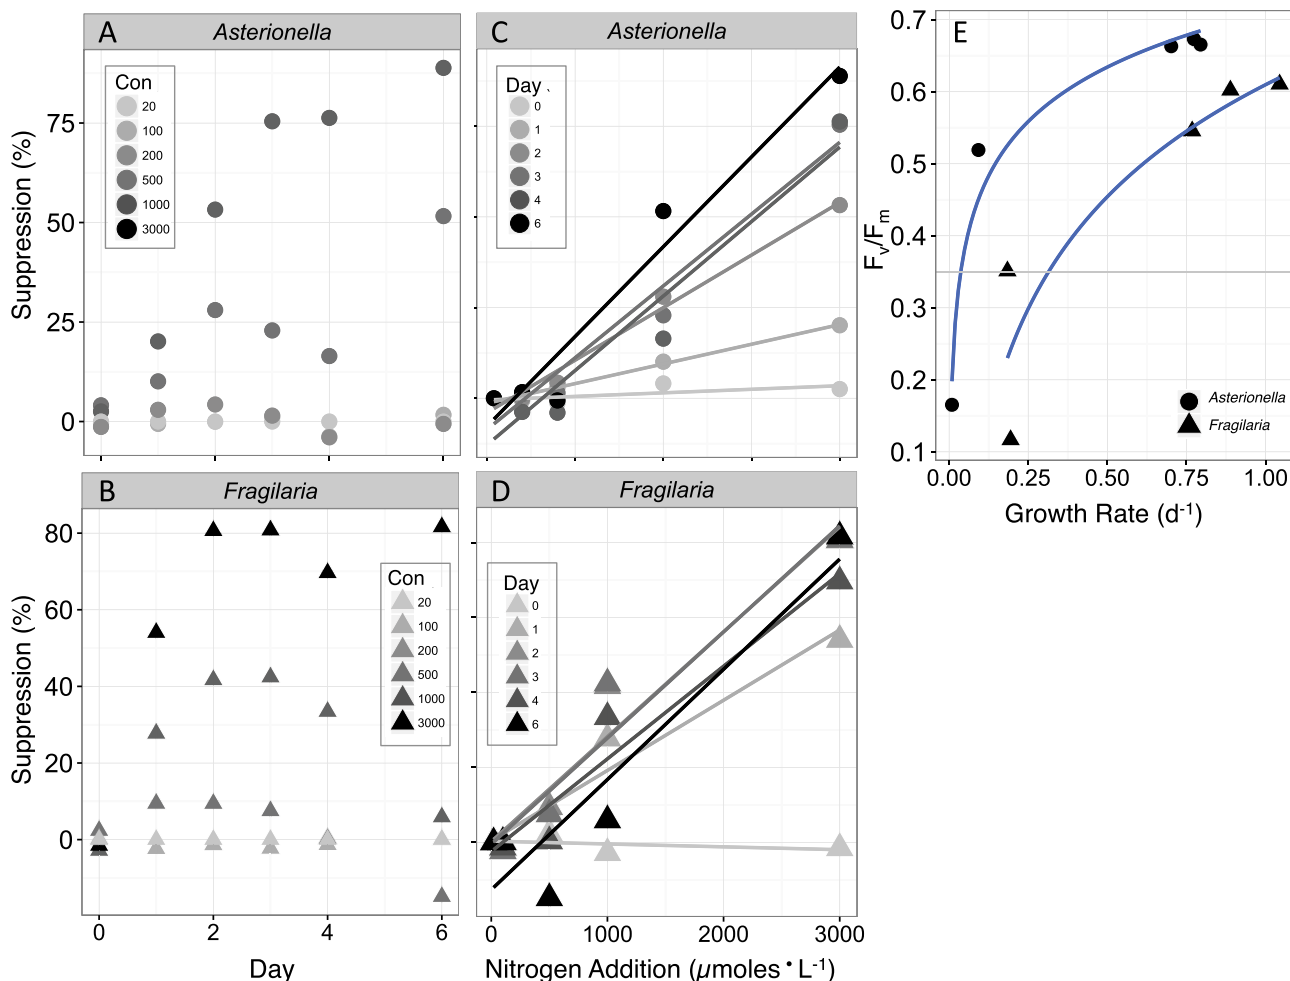 A
Asterionella
Con
20
100
200
500
1000
3000
Suppression (%)
75
50
25
0
C
Asterionella
Day
0
1
2
3
4
6
E
0.7
0.6
0.5
0.4
0.3
0.2
0.1
Fv/Fm
Asterionella
Fragilaria
0.00 0.25 0.50 0.75 1.00
Growth Rate (d-1)
B
Fragilaria
Con
20
100
200
500
1000
3000
Suppression (%)
80
60
40
20
0
0 2 4 6
Day
D
Fragilaria
Day
0
1
2
3
4
6
0 1000 2000 3000
Nitrogen Addition (µmoles • L-1)